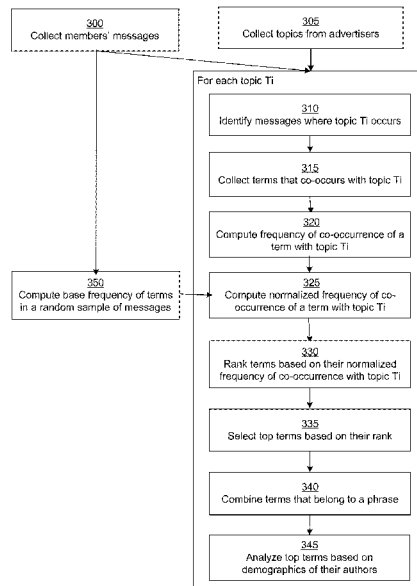 300
Collect members' messages
305
Collect topics from advertisers
For each topic Ti
310
Identify messages where topic Ti occurs
315
Collect terms that co-occurs with topic Ti
320
Compute frequency of co-occurrence of a
term with topic Ti
350
Compute base frequency of terms
in a random sample of messages
325
Compute normalized frequency of co-
occurrence of a term with topic Ti
330
Rank terms based on their normalized
frequency of co-occurrence with topic Ti
335
Select top terms based on their rank
340
Combine terms that belong to a phrase
345
Analyze top terms based on
demographics of their authors